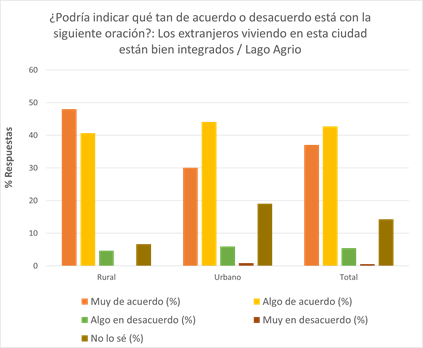 ¿Podría indicar qué tan de acuerdo o desacuerdo está con la
siguiente oración?: Los extranjeros viviendo en esta ciudad
están bien integrados / Lago Agrio
% Respuestas
60
50
40
30
20
10
0
Rural
Urbano
Total
Muy de acuerdo (%)
Algo de acuerdo (%)
Algo en desacuerdo (%)
Muy en desacuerdo (%)
No lo sé (%)